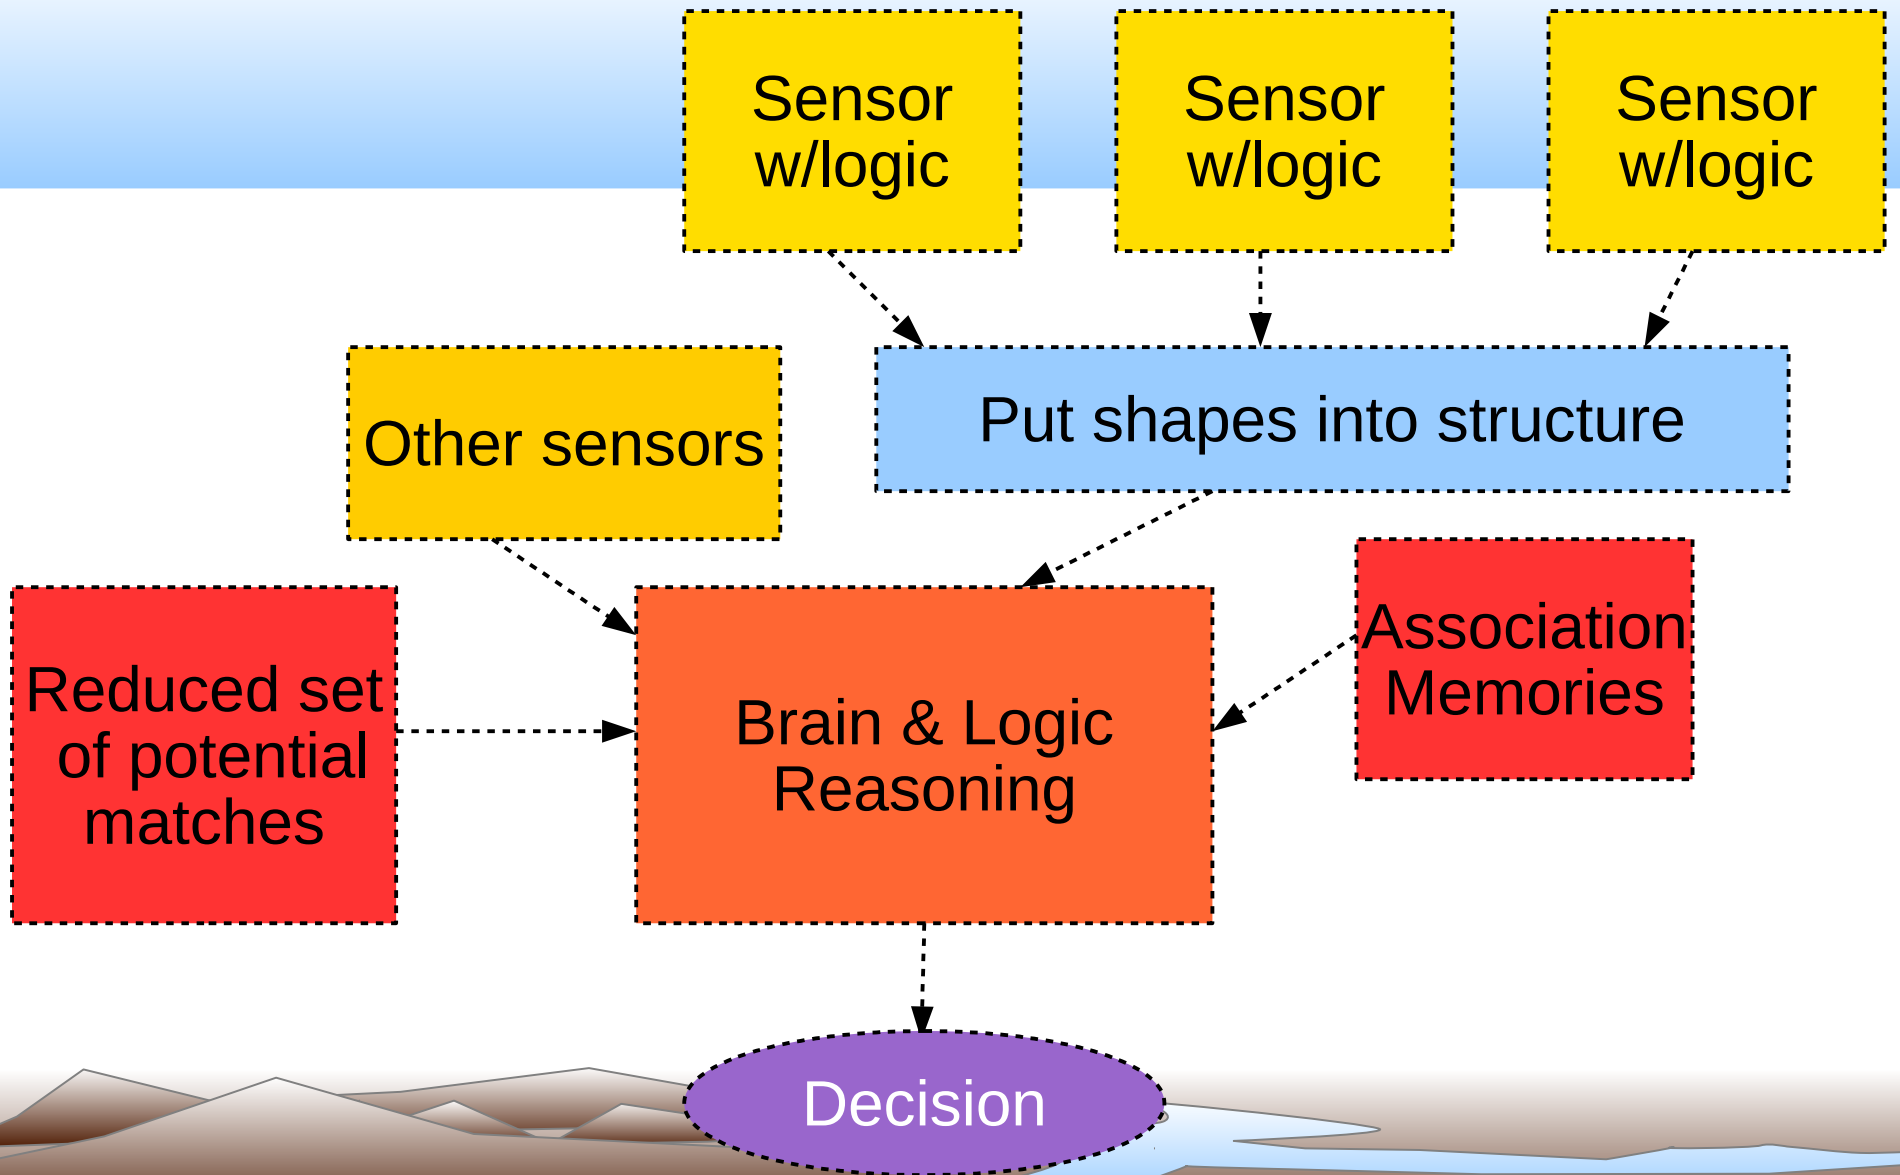 Sensor
w/logic
Sensor
w/logic
Sensor
w/logic
Other sensors
Put shapes into structure
Reduced set
of potential
matches
Brain & Logic
Reasoning
Association
Memories
Decision